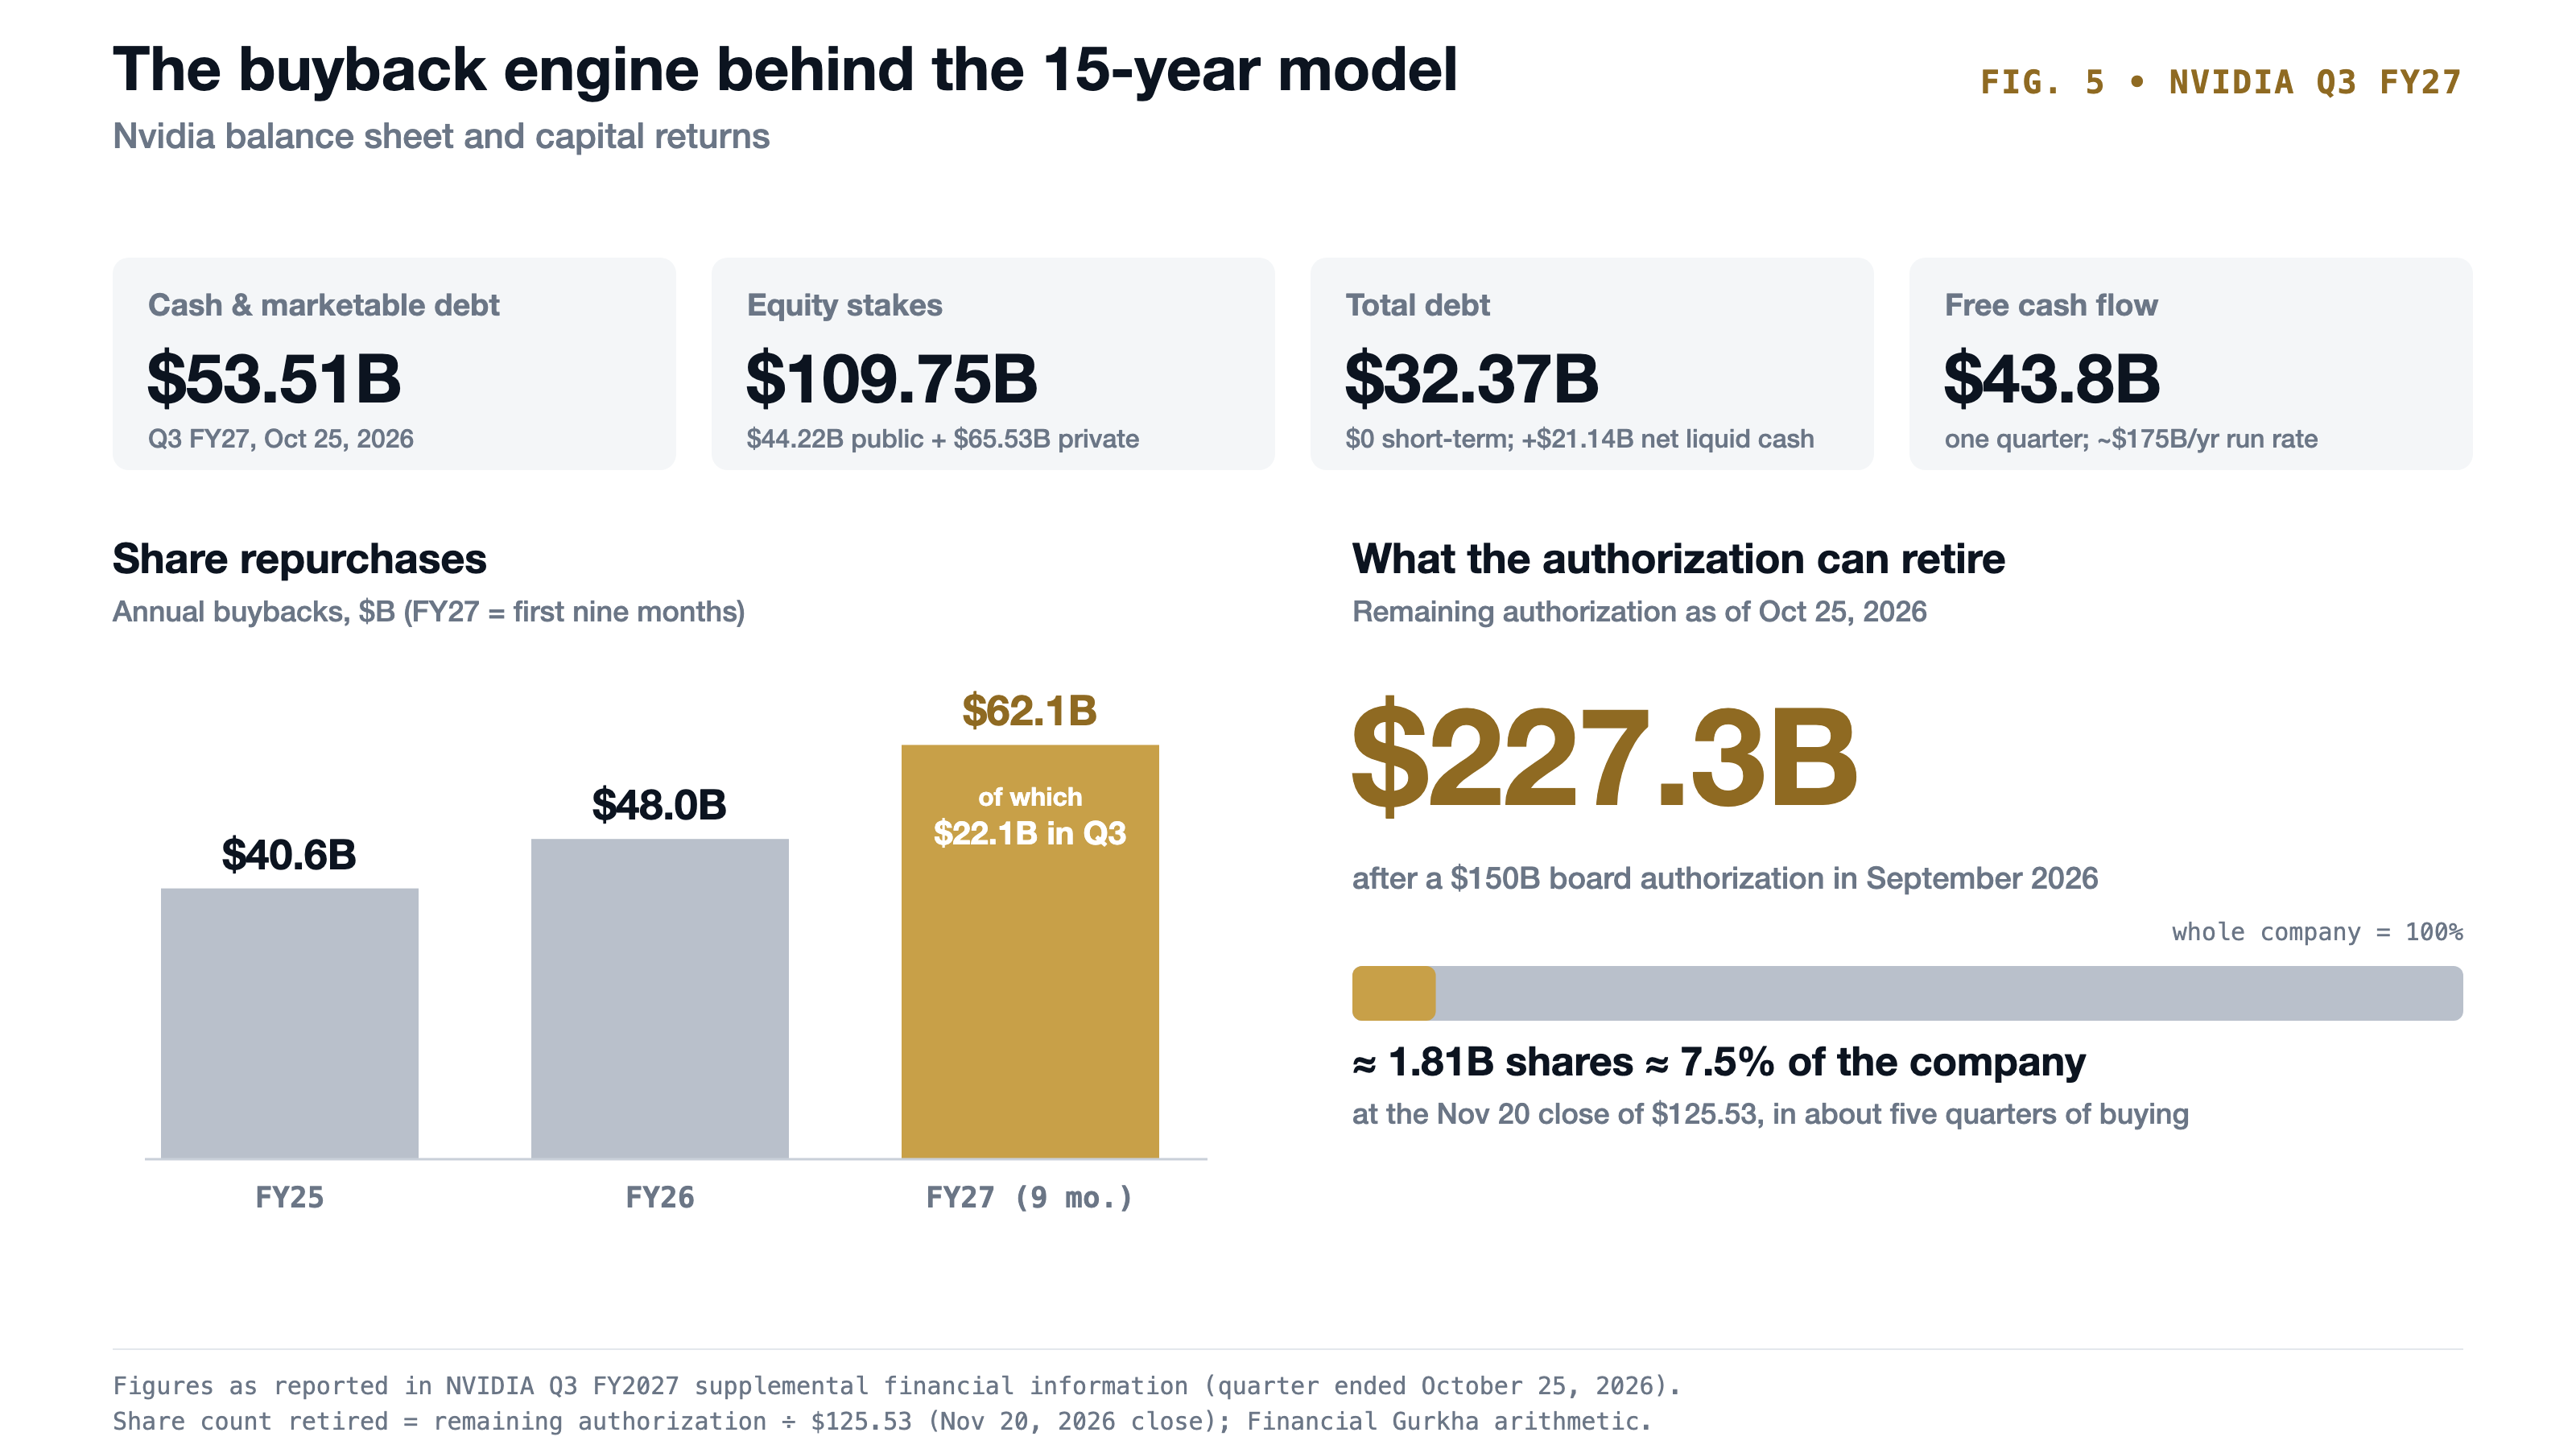 The buyback engine behind the 15-year model
FIG. 5 • NVIDIA Q3 FY27
Nvidia balance sheet and capital returns
Cash & marketable debt
$53.51B
Q3 FY27, Oct 25, 2026
Equity stakes
$109.75B
$44.22B public + $65.53B private
Total debt
$32.37B
$0 short-term; +$21.14B net liquid cash
Free cash flow
$43.8B
one quarter; ~$175B/yr run rate
Share repurchases
Annual buybacks, $B (FY27 = first nine months)
$40.6B
$48.0B
$62.1B
of which
$22.1B in Q3
FY25
FY26
FY27 (9 mo.)
What the authorization can retire
Remaining authorization as of Oct 25, 2026
$227.3B
after a $150B board authorization in September 2026
whole company = 100%
≈ 1.81B shares ≈ 7.5% of the company
at the Nov 20 close of $125.53, in about five quarters of buying
Figures as reported in NVIDIA Q3 FY2027 supplemental financial information (quarter ended October 25, 2026).
Share count retired = remaining authorization ÷ $125.53 (Nov 20, 2026 close); Financial Gurkha arithmetic.